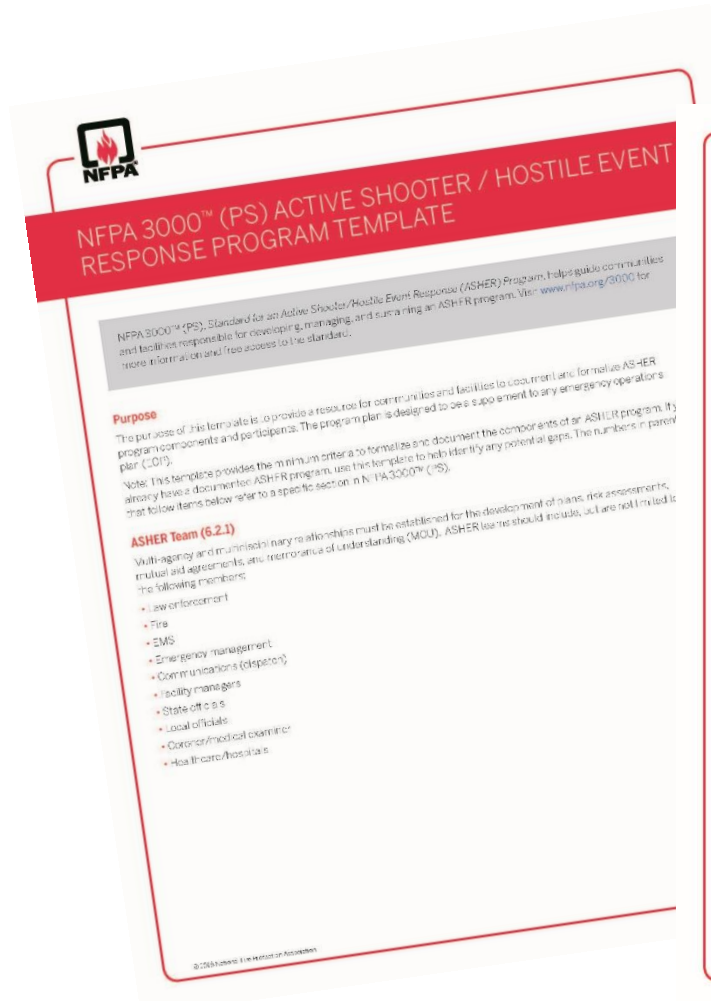 NFPA
NFPA 3000™ (PS) ACTIVE SHOOTER / HOSTILE EVENT
RESPONSE PROGRAM TEMPLATE
NFPA 3000™ (PS), Standard for an Active Shooter/Hostile Event Response (ASHER) Program, helps guide communities
and facilities responsible for developing, managing, and sustaining an ASHER program. Visit www.nfpa.org/3000 for
more information and free access to the standard.
Purpose
The purpose of this template is to provide a resource for communities and facilities to document and formalize ASHER
program components and participants. The program plan is designed to be a supplement to any emergency operations
plan (EOP).
Note: This template provides the minimum criteria to formalize and document the components of an ASHER program. If
already have a documented ASHER program, use this template to help identify any potential gaps. The numbers in
that follow items below refer to a specific section in NFPA 3000™ (PS).
ASHER Team (6.2.1)
Multi-agency and multidisciplinary relationships must be established for the development of plans, risk assessments,
mutual aid agreements, and memoranda of understanding (MOU). ASHER teams should include, but are not limited to
the following members:
• Law enforcement
• Fire
• EMS
• Emergency management
• Communications (dispatch)
• Facility managers
• State officials
• Local officials
• Coroner/medical examiner
• Healthcare/hospitals
National Fire Protection Association